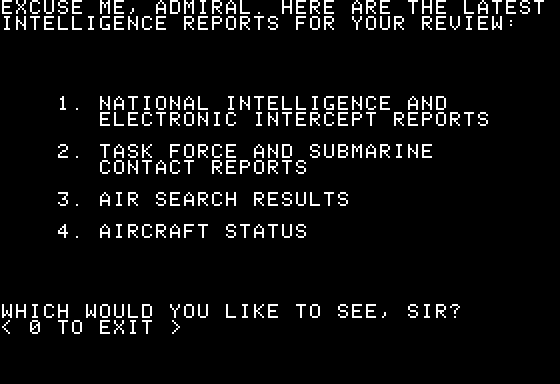 EXCUSE ME, ADMIRAL. HERE ARE THE LATEST
INTELLIGENCE REPORTS FOR YOUR REVIEW:
1. NATIONAL INTELLIGENCE AND
ELECTRONIC INTERCEPT REPORTS
2. TASK FORCE AND SUBMARINE
CONTACT REPORTS
3. AIR SEARCH RESULTS
4. AIRCRAFT STATUS
WHICH WOULD YOU LIKE TO SEE, SIR?
< 0 TO EXIT >